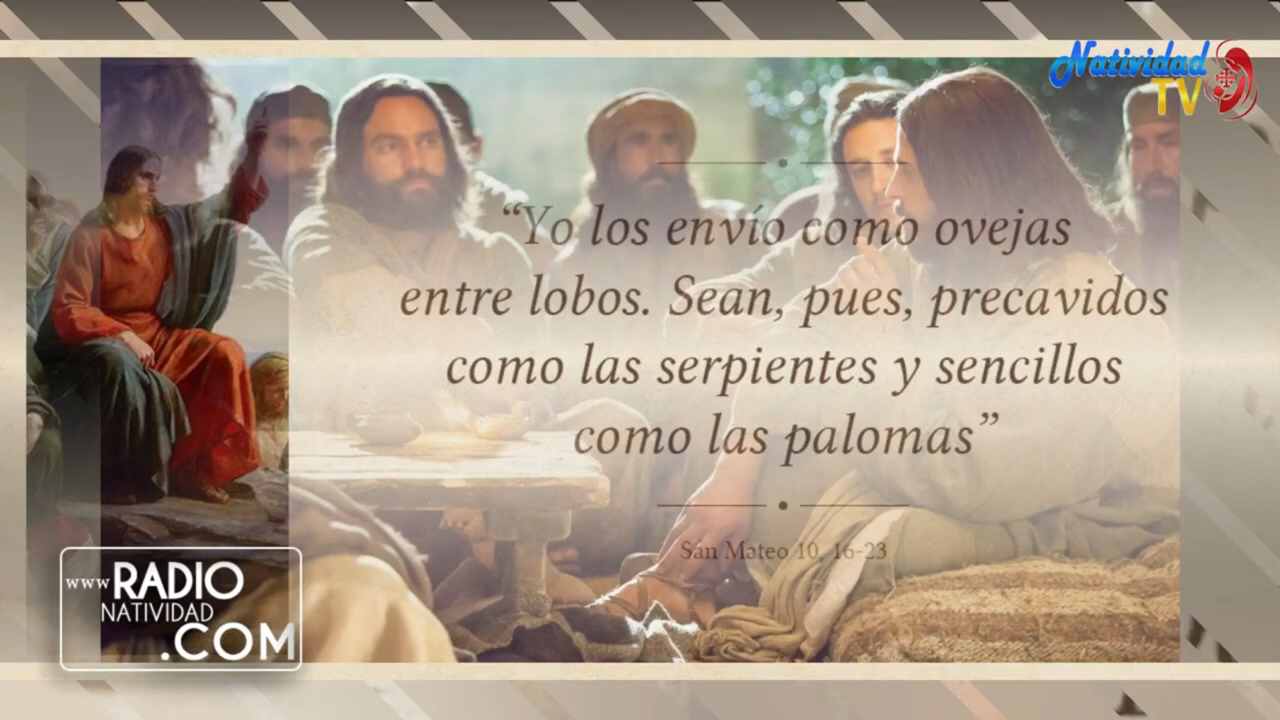 Natividad
TV
“Yo los envío como ovejas
entre lobos. Sean, pues, precavidos
como las serpientes y sencillos
como las palomas”
Sán Mateo 10, 16-23
www RADIO
NATIVIDAD
.COM